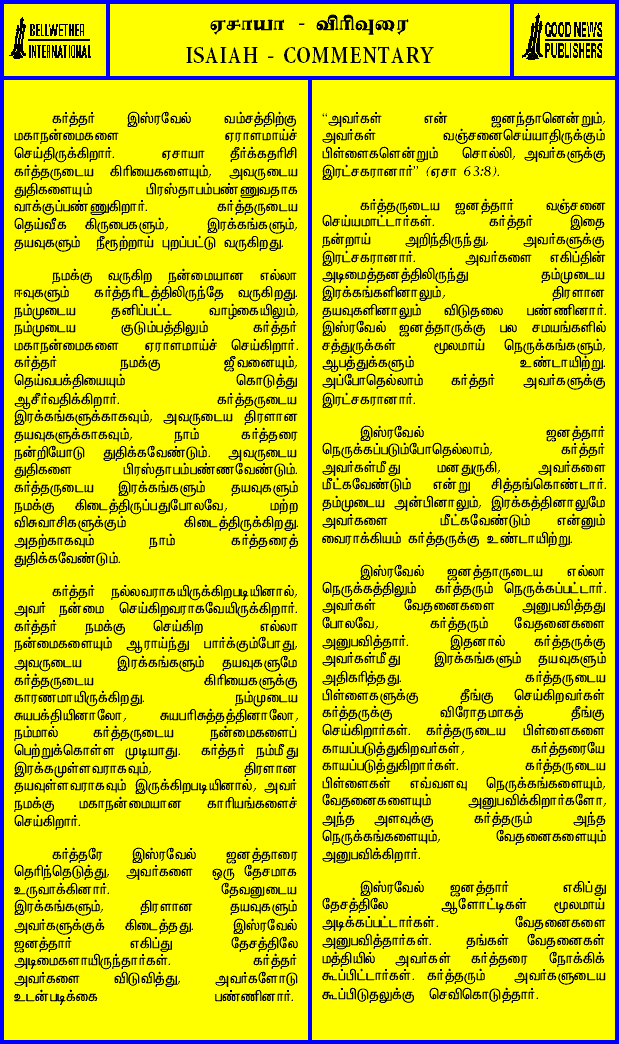 BELLWETHER
INTERNATIONAL
ஏசாயா - விரிவுரை
ISAIAH - COMMENTARY
GOOD NEWS
PUBLISHERS
கர்த்தர் இஸ்ரவேல் வம்சத்திற்கு
மகாநன்மைகளை ஏராளமாய்ச்
செய்திருக்கிறார். ஏசாயா தீர்க்கதரிசி
கர்த்தருடைய கிரியைகளையும், அவருடைய
துதிகளையும் பிரஸ்தாபம்பண்ணுவதாக
வாக்குப்பண்ணுகிறார். கர்த்தருடைய
தெய்வீக கிருபைகளும், இரக்கங்களும்,
தயவுகளும் நீரூற்றாய் புறப்பட்டு வருகிறது.
நமக்கு வருகிற நன்மையான எல்லா
ஈவுகளும் கர்த்தரிடத்திலிருந்தே வருகிறது.
நம்முடைய தனிப்பட்ட வாழ்கையிலும்,
நம்முடைய குடும்பத்திலும் கர்த்தர்
மகாநன்மைகளை ஏராளமாய்ச் செய்கிறார்.
கர்த்தர் நமக்கு ஜீவனையும்,
தெய்வபக்தியையும் கொடுத்து
ஆசீர்வதிக்கிறார். கர்த்தருடைய
இரக்கங்களுக்காகவும், அவருடைய திரளான
தயவுகளுக்காகவும், நாம் கர்த்தரை
நன்றியோடு துதிக்கவேண்டும். அவருடைய
துதிகளை பிரஸ்தாபம்பண்ணவேண்டும்.
கர்த்தருடைய இரக்கங்களும் தயவுகளும்
நமக்கு கிடைத்திருப்பதுபோலவே, மற்ற
விசுவாசிகளுக்கும் கிடைத்திருக்கிறது.
அதற்காகவும் நாம் கர்த்தரைத்
துதிக்கவேண்டும்.
கர்த்தர் நல்லவராகயிருக்கிறபடியினால்,
அவர் நன்மை செய்கிறவராகவேயிருக்கிறார்.
கர்த்தர் நமக்கு செய்கிற எல்லா
நன்மைகளையும் ஆராய்ந்து பார்க்கும்போது,
அவருடைய இரக்கங்களும் தயவுகளுமே
கர்த்தருடைய கிரியைகளுக்கு
காரணமாயிருக்கிறது. நம்முடைய
சுயபக்தியினாலோ, சுயபரிசுத்தத்தினாலோ,
நம்மால் கர்த்தருடைய நன்மைகளைப்
பெற்றுக்கொள்ள முடியாது. கர்த்தர் நம்மீது
இரக்கமுள்ளவராகவும், திரளான
தயவுள்ளவராகவும் இருக்கிறபடியினால், அவர்
நமக்கு மகாநன்மையான காரியங்களைச்
செய்கிறார்.
கர்த்தரே இஸ்ரவேல் ஜனத்தாரை
தெரிந்தெடுத்து, அவர்களை ஒரு தேசமாக
உருவாக்கினார். தேவனுடைய
இரக்கங்களும், திரளான தயவுகளும்
அவர்களுக்குக் கிடைத்தது. இஸ்ரவேல்
ஜனத்தார் எகிப்து தேசத்திலே
அடிமைகளாயிருந்தார்கள். கர்த்தர்
அவர்களை விடுவித்து, அவர்களோடு
உடன்படிக்கை பண்ணினார்.
“அவர்கள் என் ஜனந்தானென்றும்,
அவர்கள் வஞ்சனைசெய்யாதிருக்கும்
பிள்ளைகளென்றும் சொல்லி, அவர்களுக்கு
இரட்சகரானார்” (ஏசா 63:8).
கர்த்தருடைய ஜனத்தார் வஞ்சனை
செய்யமாட்டார்கள். கர்த்தர் இதை
நன்றாய் அறிந்திருந்து, அவர்களுக்கு
இரட்சகரானார். அவர்களை எகிப்தின்
அடிமைத்தனத்திலிருந்து தம்முடைய
இரக்கங்களினாலும், திரளான
தயவுகளினாலும் விடுதலை பண்ணினார்.
இஸ்ரவேல் ஜனத்தாருக்கு பல சமயங்களில்
சத்துருக்கள் மூலமாய் நெருக்கங்களும்,
ஆபத்துக்களும் உண்டாயிற்று.
அப்போதெல்லாம் கர்த்தர் அவர்களுக்கு
இரட்சகரானார்.
இஸ்ரவேல் ஜனத்தார்
நெருக்கப்படும்போதெல்லாம், கர்த்தர்
அவர்கள்மீது மனதுருகி, அவர்களை
மீட்கவேண்டும் என்று சித்தங்கொண்டார்.
தம்முடைய அன்பினாலும், இரக்கத்தினாலுமே
அவர்களை மீட்கவேண்டும் என்னும்
வைராக்கியம் கர்த்தருக்கு உண்டாயிற்று.
இஸ்ரவேல் ஜனத்தாருடைய எல்லா
நெருக்கத்திலும் கர்த்தரும் நெருக்கப்பட்டார்.
அவர்கள் வேதனைகளை அனுபவித்தது
போலவே, கர்த்தரும் வேதனைகளை
அனுபவித்தார். இதனால் கர்த்தருக்கு
அவர்கள்மீது இரக்கங்களும் தயவுகளும்
அதிகரித்தது. கர்த்தருடைய
பிள்ளைகளுக்கு தீங்கு செய்கிறவர்கள்
கர்த்தருக்கு விரோதமாகத் தீங்கு
செய்கிறார்கள். கர்த்தருடைய பிள்ளைகளை
காயப்படுத்துகிறவர்கள், கர்த்தரையே
காயப்படுத்துகிறார்கள். கர்த்தருடைய
பிள்ளைகள் எவ்வளவு நெருக்கங்களையும்,
வேதனைகளையும் அனுபவிக்கிறார்களோ,
அந்த அளவுக்கு கர்த்தரும் அந்த
நெருக்கங்களையும், வேதனைகளையும்
அனுபவிக்கிறார்.
இஸ்ரவேல் ஜனத்தார் எகிப்து
தேசத்திலே ஆளோட்டிகள் மூலமாய்
அடிக்கப்பட்டார்கள். வேதனைகளை
அனுபவித்தார்கள். தங்கள் வேதனைகள்
மத்தியில் அவர்கள் கர்த்தரை நோக்கிக்
கூப்பிட்டார்கள். கர்த்தரும் அவர்களுடைய
கூப்பிடுதலுக்கு செவிகொடுத்தார்.